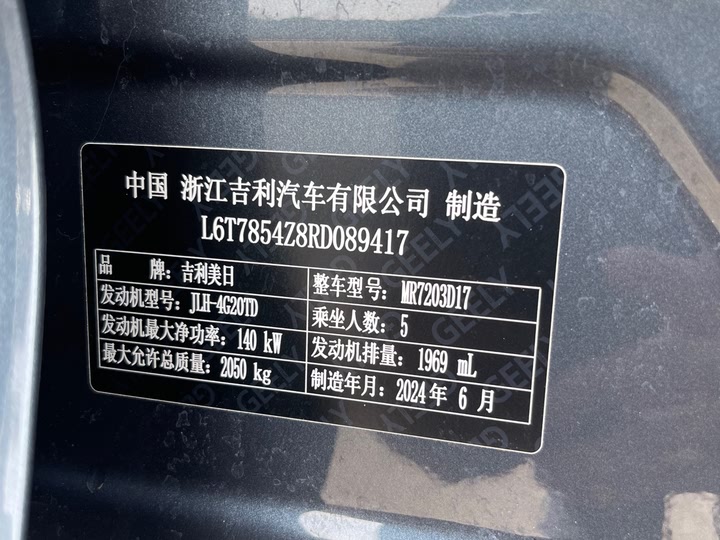 中国 浙江吉利汽车有限公司 制造
L6T7854Z8RD089417
品 牌：吉利美日 整车型号：MR7203D17
发动机型号：JLH-4G20TD 乘坐人数：5
发动机最大净功率：140 kW 发动机排量：1969 mL
最大允许总质量：2050 kg 制造年月：2024年 6 月
GEELY